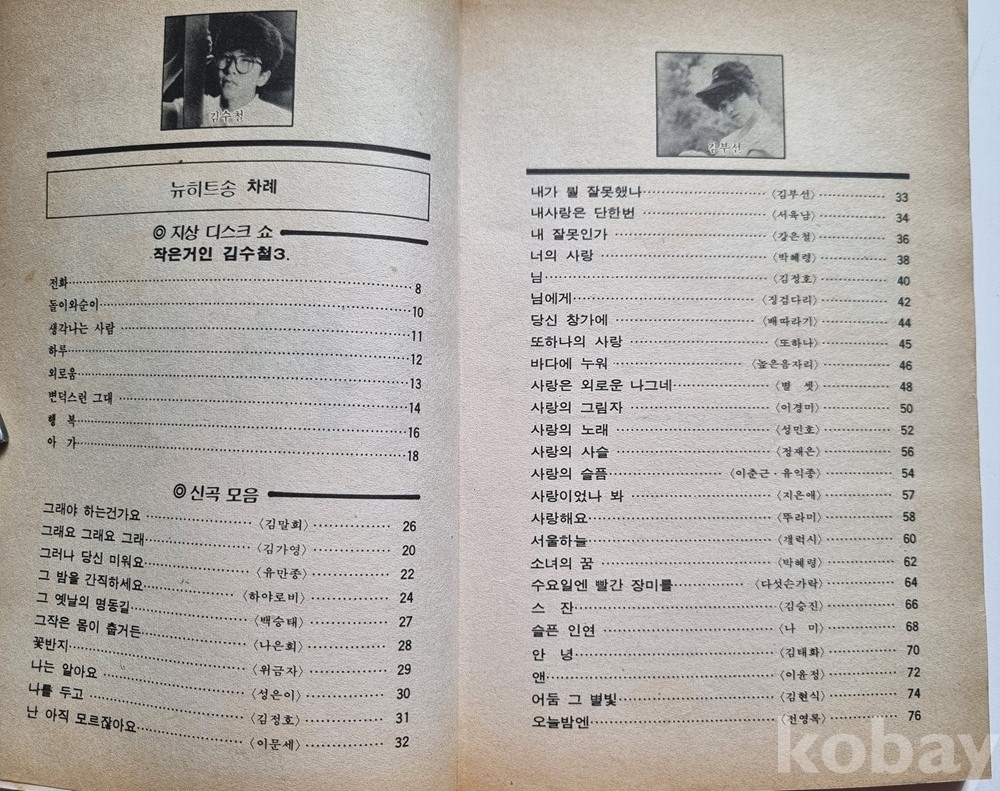 김수철
뉴히트송 차례
◎ 지상 디스크 쇼
작은거인 김수철3.
전화 8
돌이와순이 10
생각나는 사람 11
하루 12
외로움 13
변덕스런 그대 14
행 복 16
아 가 18
◎ 신곡 모음
그래야 하는건가요 〈김말희〉 26
그래요 그래요 그래 〈김가영〉 20
그러나 당신 미워요 〈유만종〉 22
그 밤을 간직하세요 〈하야로비〉 24
그 옛날의 명동길 〈백승태〉 27
그작은 몸이 춥거든 〈나은희〉 28
꽃반지 〈위금자〉 29
나는 알아요 〈성은이〉 30
나를 두고 〈김정호〉 31
난 아직 모르잖아요 〈이문세〉 32
김부선
내가 뭘 잘못했나 〈김부선〉 33
내사랑은 단한번 〈서육남〉 34
내 잘못인가 〈강은철〉 36
너의 사랑 〈박혜령〉 38
님 〈김정호〉 40
님에게 〈징검다리〉 42
당신 창가에 〈배따라기〉 44
또하나의 사랑 〈또하나〉 45
바다에 누워 〈높은음자리〉 46
사랑은 외로운 나그네 〈별 셋〉 48
사랑의 그림자 〈이경미〉 50
사랑의 노래 〈성민호〉 52
사랑의 사슬 〈정재은〉 56
사랑의 슬픔 〈이춘근·유익종〉 54
사랑이었나 봐 〈지은애〉 57
사랑해요 〈뚜라미〉 58
서울하늘 〈갤럭시〉 60
소녀의 꿈 〈박혜령〉 62
수요일엔 빨간 장미를 〈다섯손가락〉 64
스 잔 〈김승진〉 66
슬픈 인연 〈나 미〉 68
안 녕 〈김태화〉 70
앤 〈이윤정〉 72
어둠 그 별빛 〈김현식〉 74
오늘밤엔 〈전영록〉 76
kobay